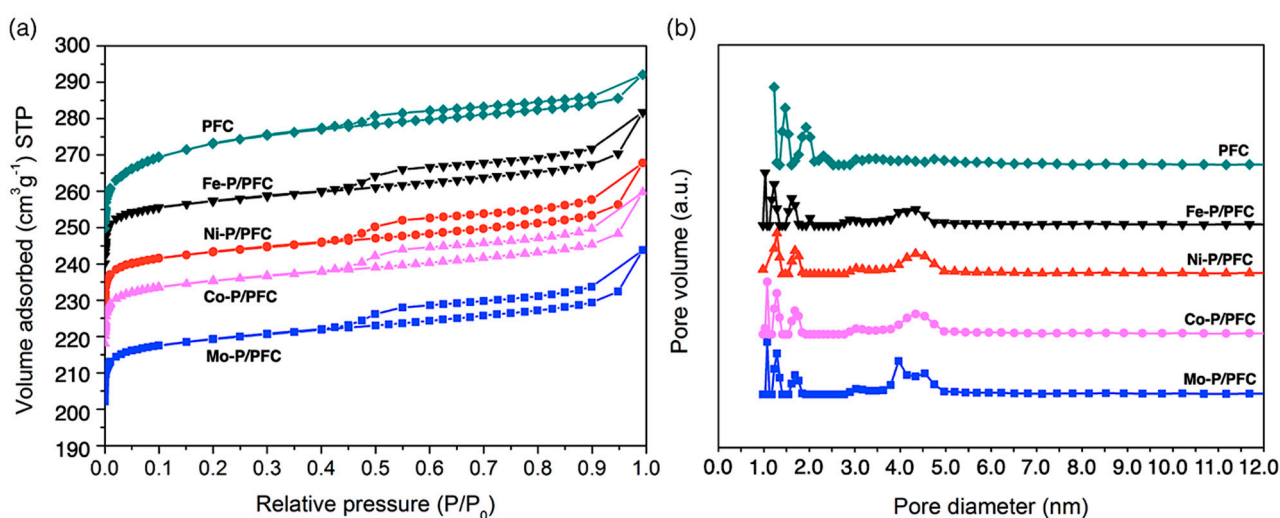 (a)
300
290
280
270
260
250
240
230
220
210
200
190
Volume adsorbed (cm³g⁻¹) STP
PFC
Fe-P/PFC
Ni-P/PFC
Co-P/PFC
Mo-P/PFC
0.0 0.1 0.2 0.3 0.4 0.5 0.6 0.7 0.8 0.9 1.0
Relative pressure (P/P₀)
(b)
Pore volume (a.u.)
PFC
Fe-P/PFC
Ni-P/PFC
Co-P/PFC
Mo-P/PFC
0.0 1.0 2.0 3.0 4.0 5.0 6.0 7.0 8.0 9.0 10.0 11.0 12.0
Pore diameter (nm)